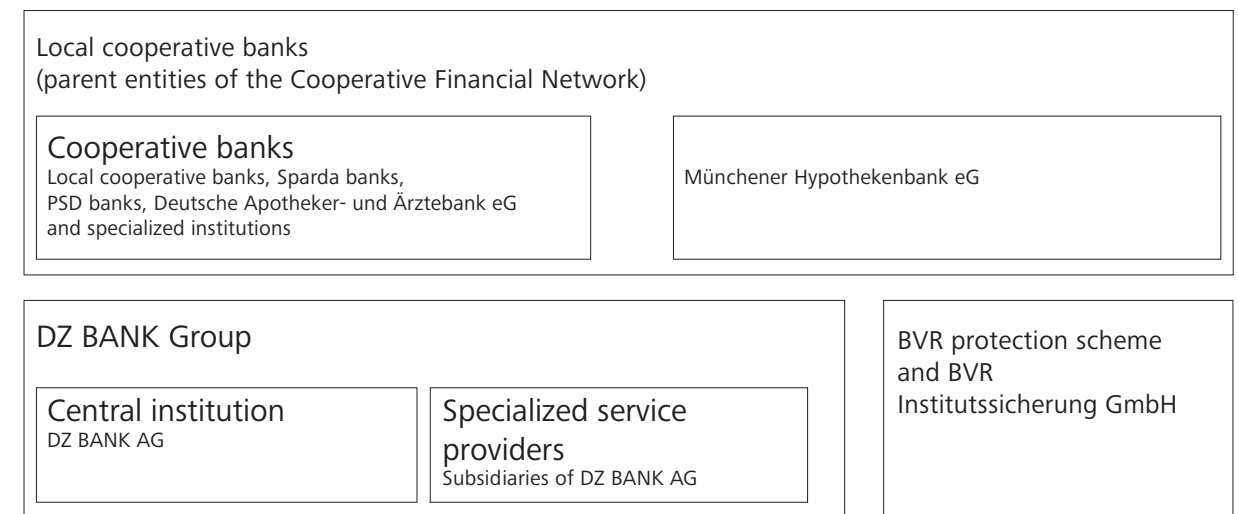 Local cooperative banks
(parent entities of the Cooperative Financial Network)
Cooperative banks
Local cooperative banks, Sparda banks,
PSD banks, Deutsche Apotheker- und Ärztebank eG
and specialized institutions
Münchener Hypothekenbank eG
DZ BANK Group
Central institution
DZ BANK AG
Specialized service
providers
Subsidiaries of DZ BANK AG
BVR protection scheme
and BVR
Institutssicherung GmbH